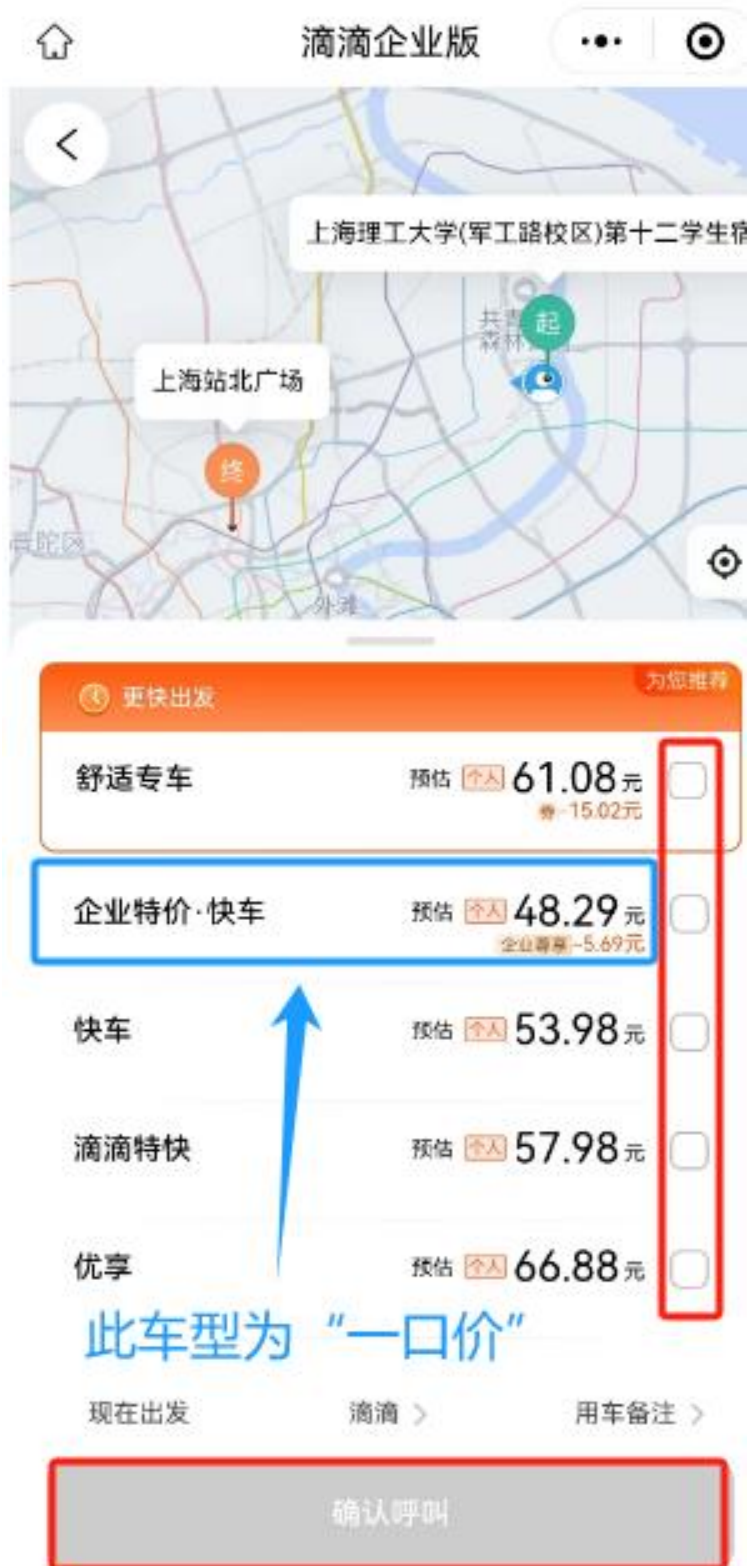 滴滴企业版
上海理工大学(军工路校区)第十二学生宿
共青
森林
起
上海站北广场
终
普陀区
外滩
更快出发 为您推荐
舒适专车 预估 个人 61.08元
券 -15.02元
企业特价·快车 预估 个人 48.29元
企业尊享 -5.69元
快车 预估 个人 53.98元
滴滴特快 预估 个人 57.98元
优享 预估 个人 66.88元
此车型为“一口价”
现在出发 滴滴 > 用车备注 >
确认呼叫